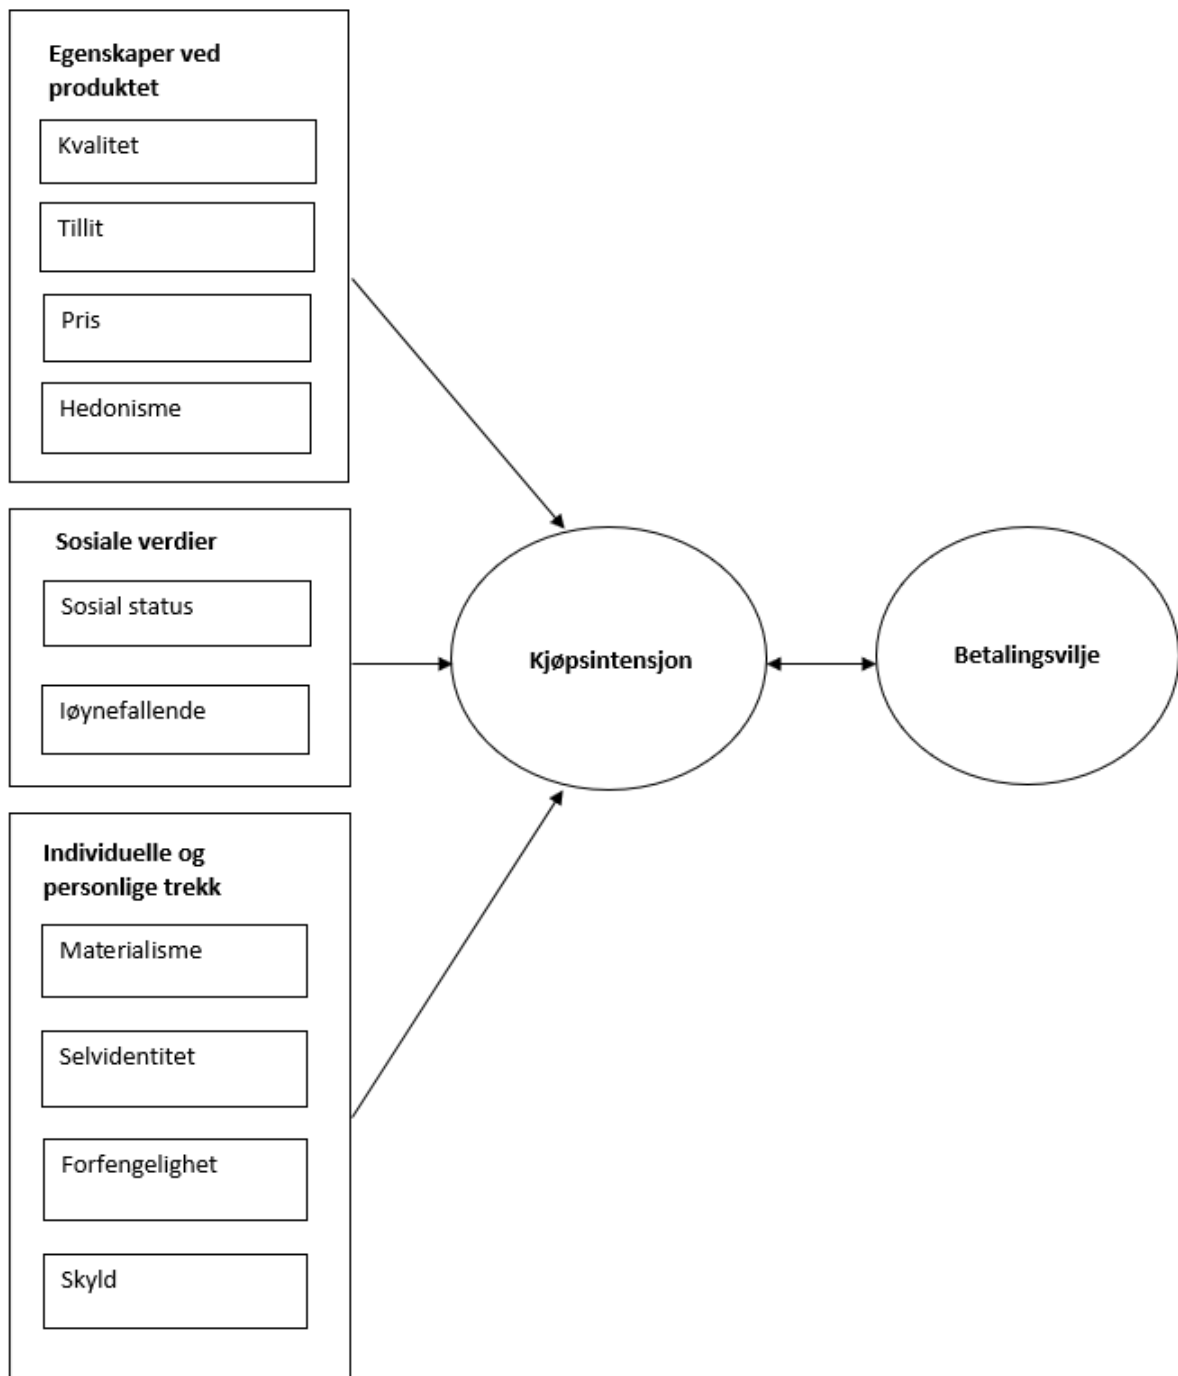 Egenskaper ved
produktet
Kvalitet
Tillit
Pris
Hedonisme
Sosiale verdier
Sosial status
Iøynefallende
Kjøpsintensjon
Betalingsvilje
Individuelle og
personlige trekk
Materialisme
Selvidentitet
Forfengelighet
Skyld